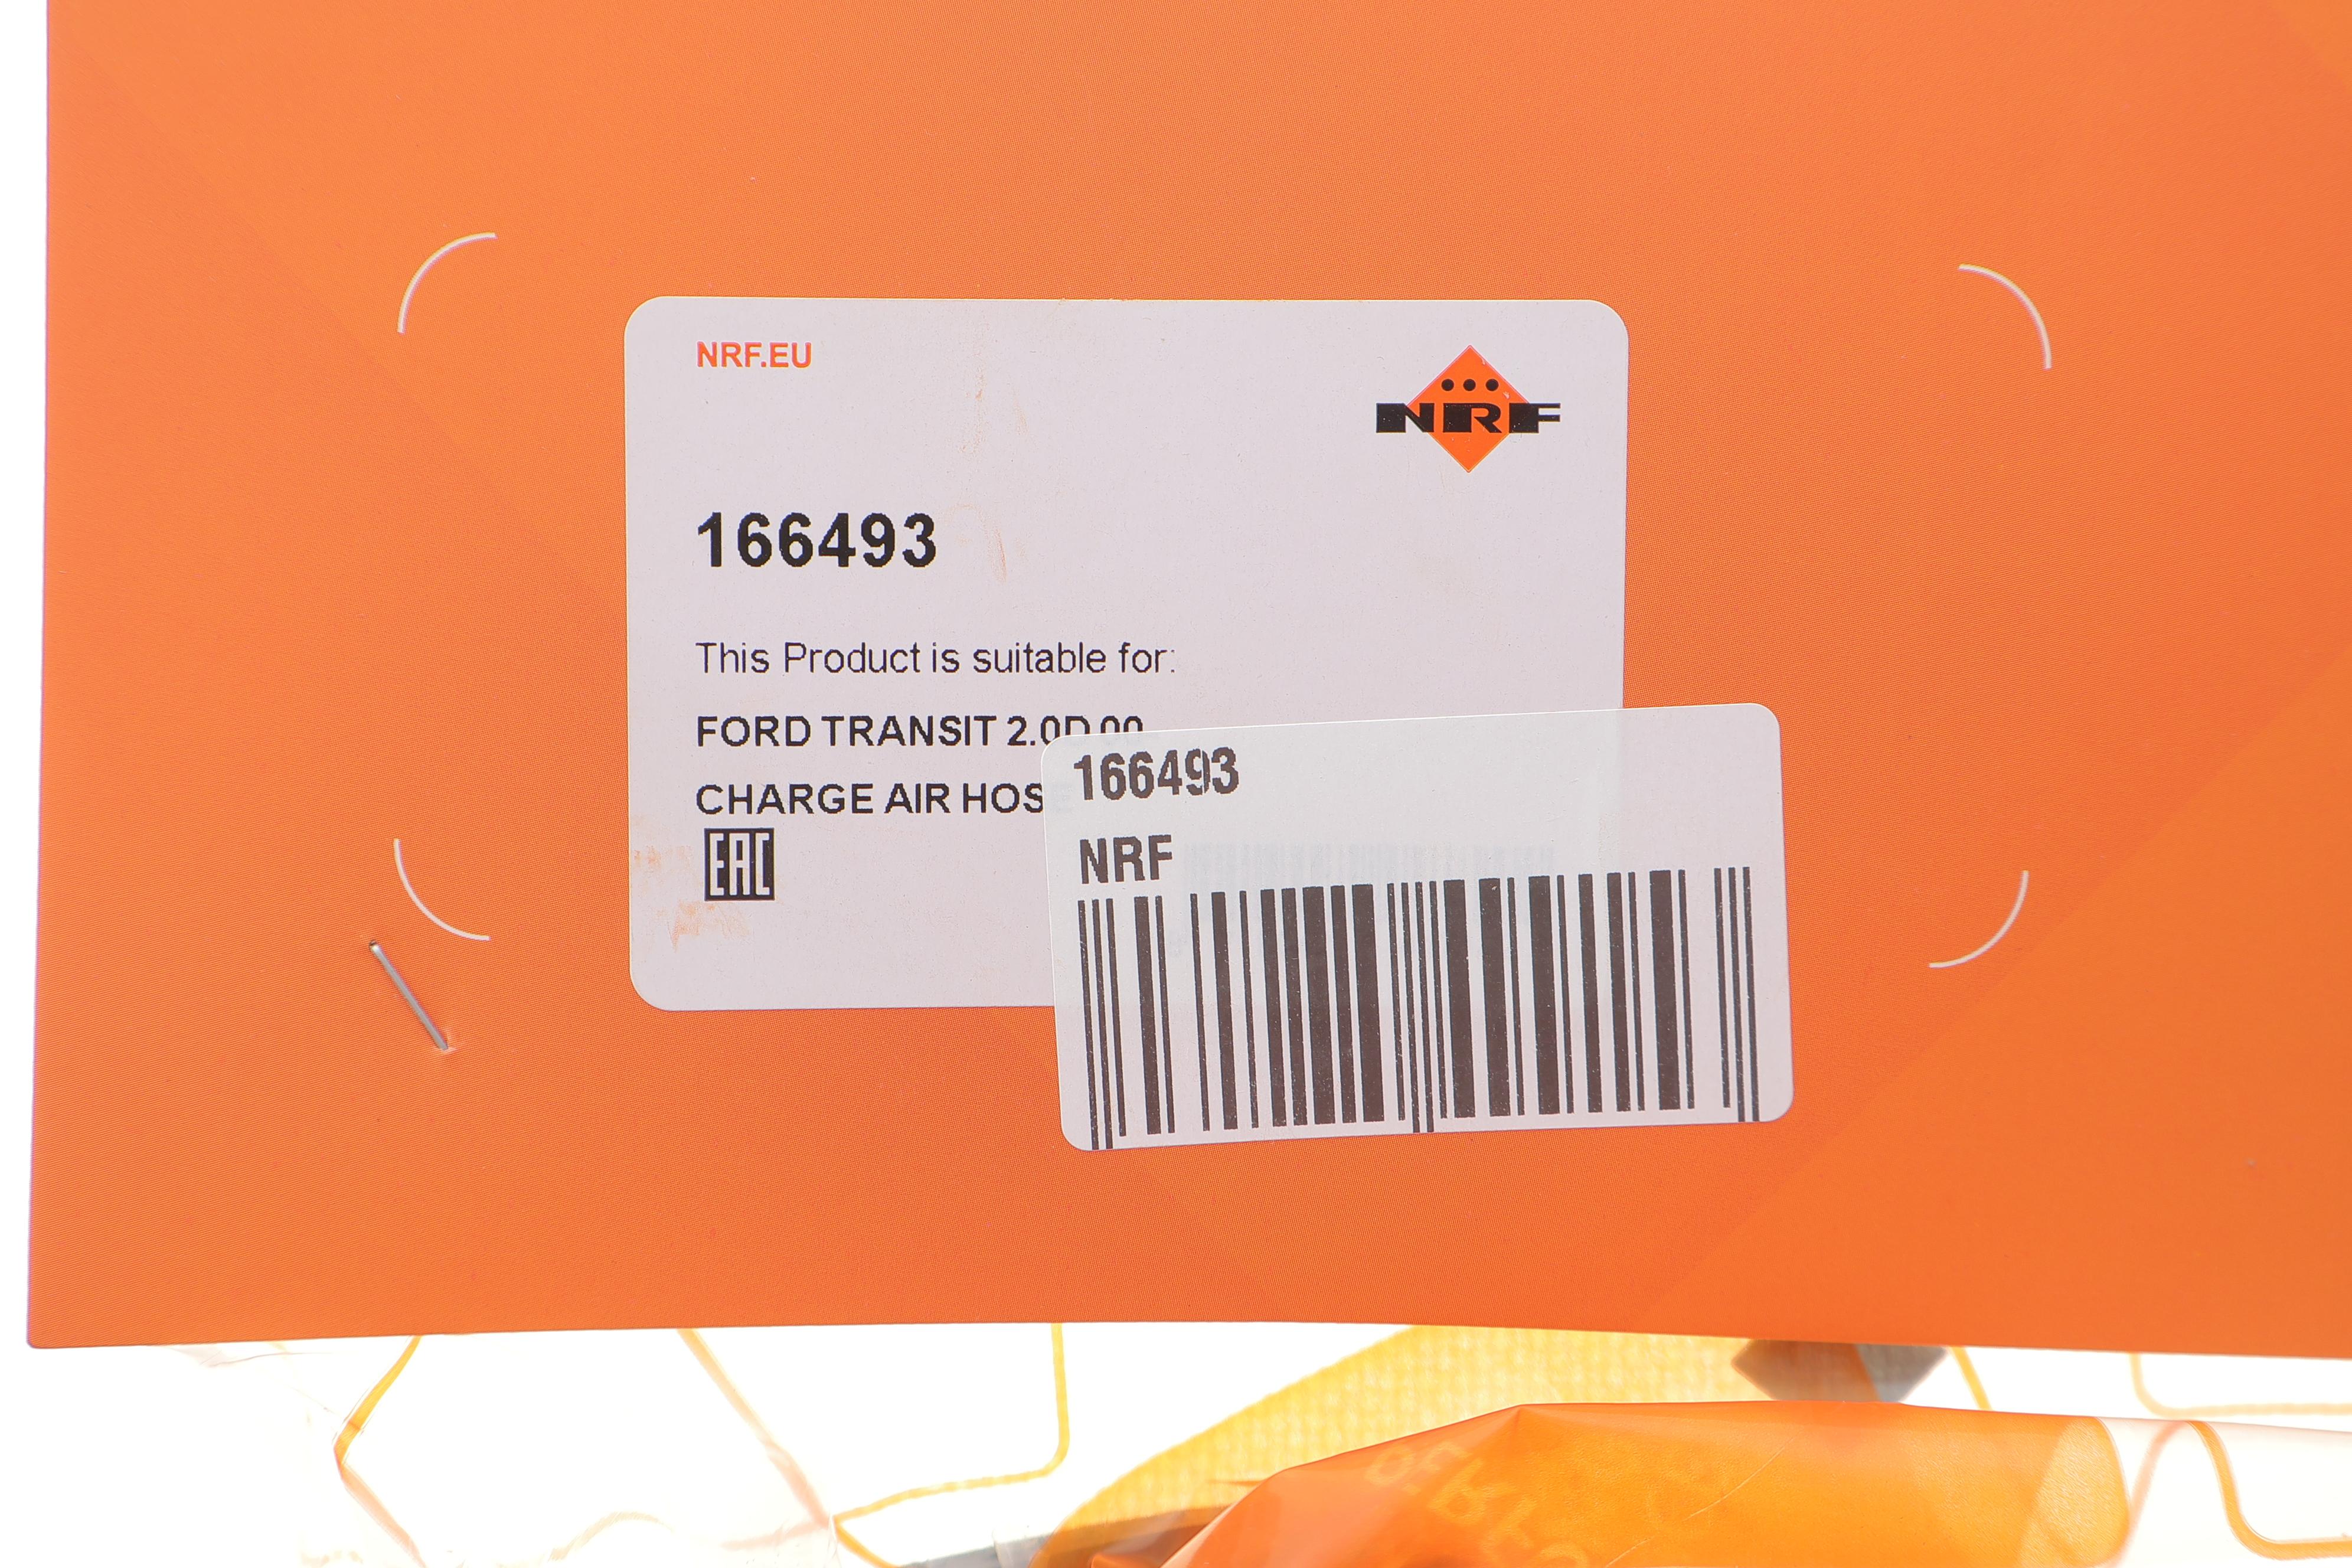 NRF.EU
NRF
166493
This Product is suitable for:
FORD TRANSIT 2.0D 00
CHARGE AIR HOSE
EAC
166493
NRF